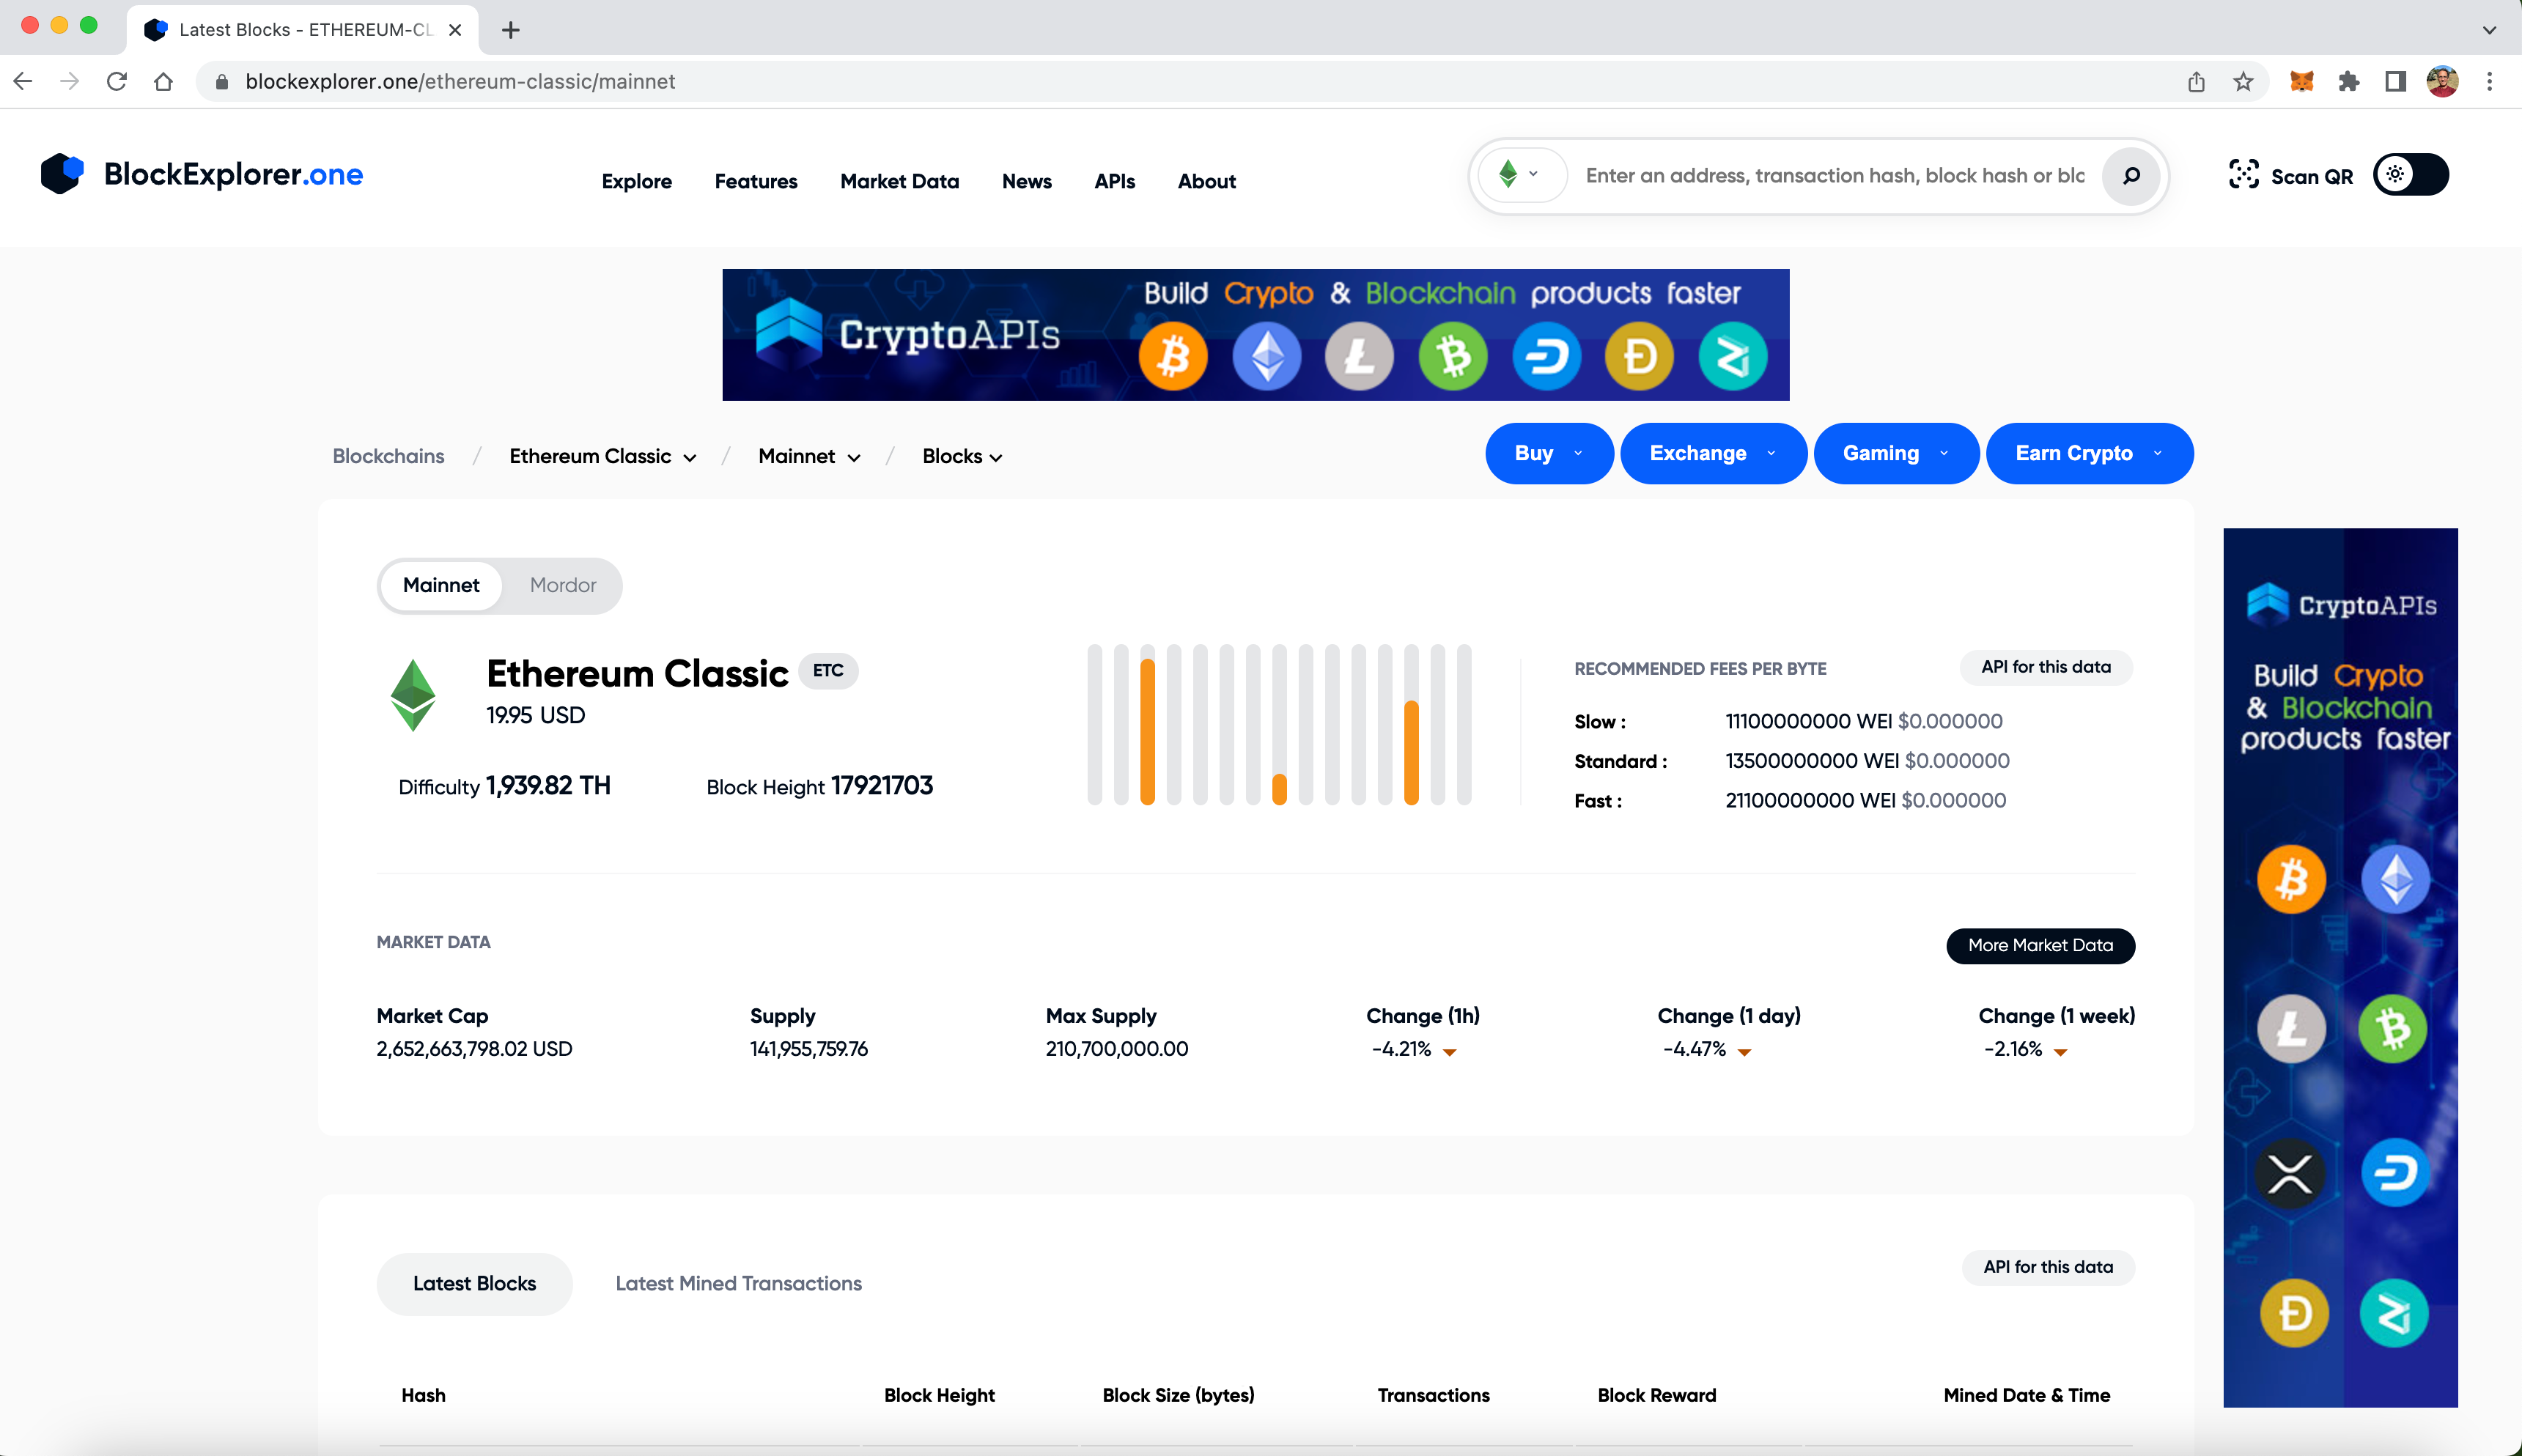 Latest Blocks - ETHEREUM-CL
blockexplorer.one/ethereum-classic/mainnet
BlockExplorer.one
Explore
Features
Market Data
News
APIs
About
Enter an address, transaction hash, block hash or blc
Scan QR
CryptoAPIs
Build Crypto & Blockchain products faster
Blockchains / Ethereum Classic / Mainnet / Blocks
Buy
Exchange
Gaming
Earn Crypto
Mainnet
Mordor
Ethereum Classic ETC
19.95 USD
Difficulty 1,939.82 TH
Block Height 17921703
RECOMMENDED FEES PER BYTE
API for this data
Slow : 11100000000 WEI $0.000000
Standard : 13500000000 WEI $0.000000
Fast : 21100000000 WEI $0.000000
MARKET DATA
More Market Data
Market Cap
2,652,663,798.02 USD
Supply
141,955,759.76
Max Supply
210,700,000.00
Change (1h)
-4.21%
Change (1 day)
-4.47%
Change (1 week)
-2.16%
CryptoAPIs
Build Crypto
& Blockchain
products faster
Latest Blocks
Latest Mined Transactions
API for this data
Hash
Block Height
Block Size (bytes)
Transactions
Block Reward
Mined Date & Time